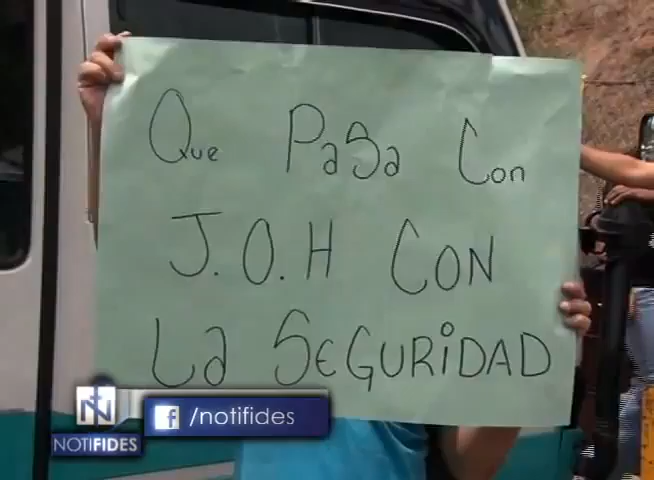 Que PaSa Con
J.O.H CON
La SEGURiDAD
N
NOTIFIDES
f /notifides